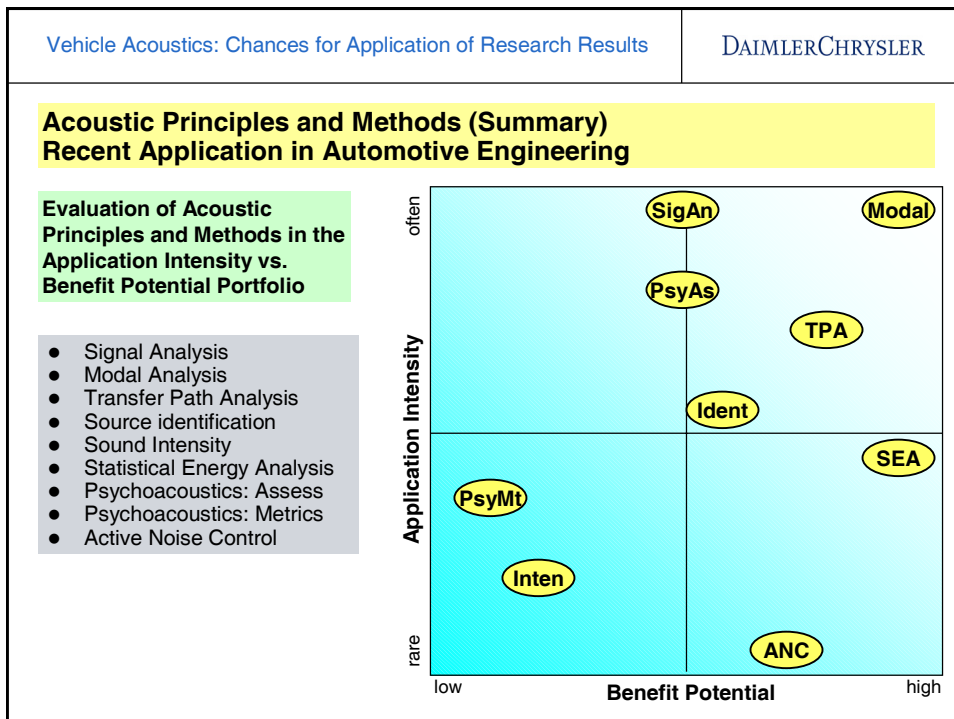 Vehicle Acoustics: Chances for Application of Research Results
DAIMLERCHRYSLER
Acoustic Principles and Methods (Summary)
Recent Application in Automotive Engineering
Evaluation of Acoustic
Principles and Methods in the
Application Intensity vs.
Benefit Potential Portfolio
● Signal Analysis
● Modal Analysis
● Transfer Path Analysis
● Source identification
● Sound Intensity
● Statistical Energy Analysis
● Psychoacoustics: Assess
● Psychoacoustics: Metrics
● Active Noise Control
often
Application Intensity
rare
SigAn
Modal
PsyAs
TPA
Ident
SEA
PsyMt
Inten
ANC
low
Benefit Potential
high